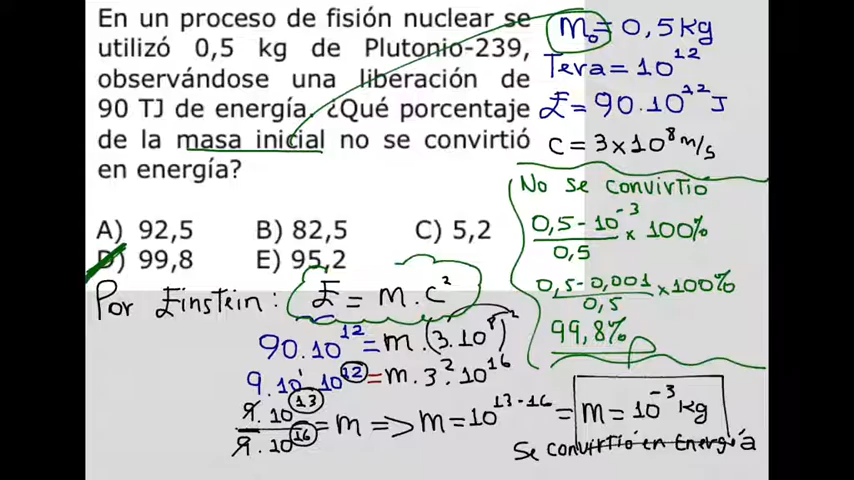 En un proceso de fisión nuclear se
utilizó 0,5 kg de Plutonio-239,
observándose una liberación de
90 TJ de energía. ¿Qué porcentaje
de la masa inicial no se convirtió
en energía?
A) 92,5 B) 82,5 C) 5,2
D) 99,8 E) 95,2
M₀ = 0,5 kg
Tera = 10¹²
E = 90.10¹² J
c = 3×10⁸ m/s
No se convirtió
0,5 - 10⁻³ × 100%
0,5
0,5 - 0,001 × 100%
0,5
99,8%
Por Einstein: E = m.c²
90.10¹² = m.(3.10⁸)²
9.10¹.10¹² = m.3².10¹⁶
9.10¹³ = m => m = 10¹³⁻¹⁶ = m = 10⁻³ kg
9.10¹⁶
Se convirtió en Energía